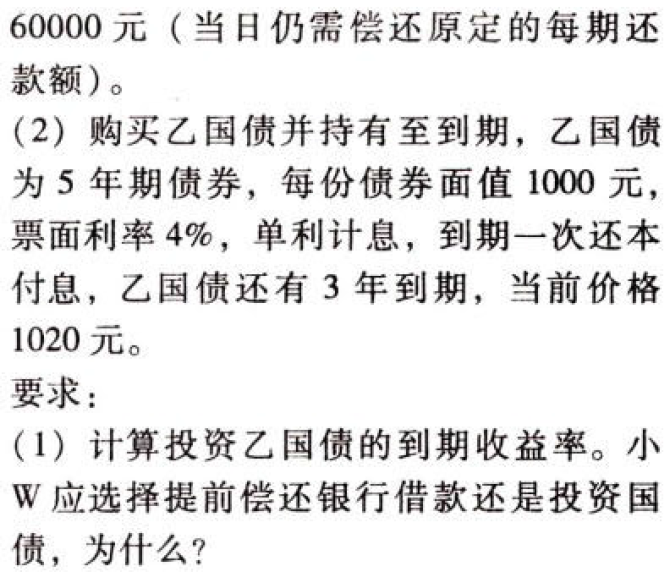 60000 元（当日仍需偿还原定的每期还
款额）。
(2) 购买乙国债并持有至到期，乙国债
为 5 年期债券，每份债券面值 1000 元，
票面利率 4%，单利计息，到期一次还本
付息，乙国债还有 3 年到期，当前价格
1020 元。
要求：
(1) 计算投资乙国债的到期收益率。小
W 应选择提前偿还银行借款还是投资国
债，为什么？